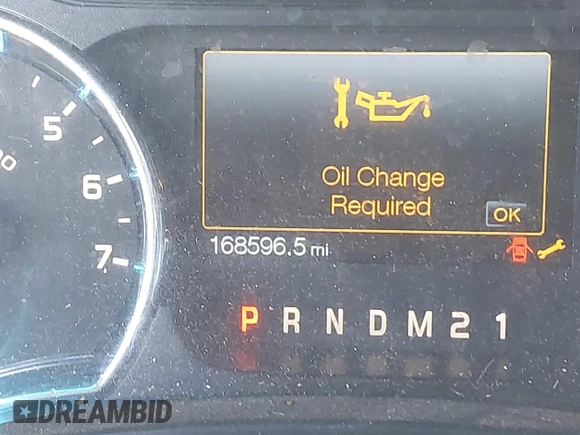 5
6
7
Oil Change
Required
OK
168596.5 mi
P R N D M 2 1
DREAMBID